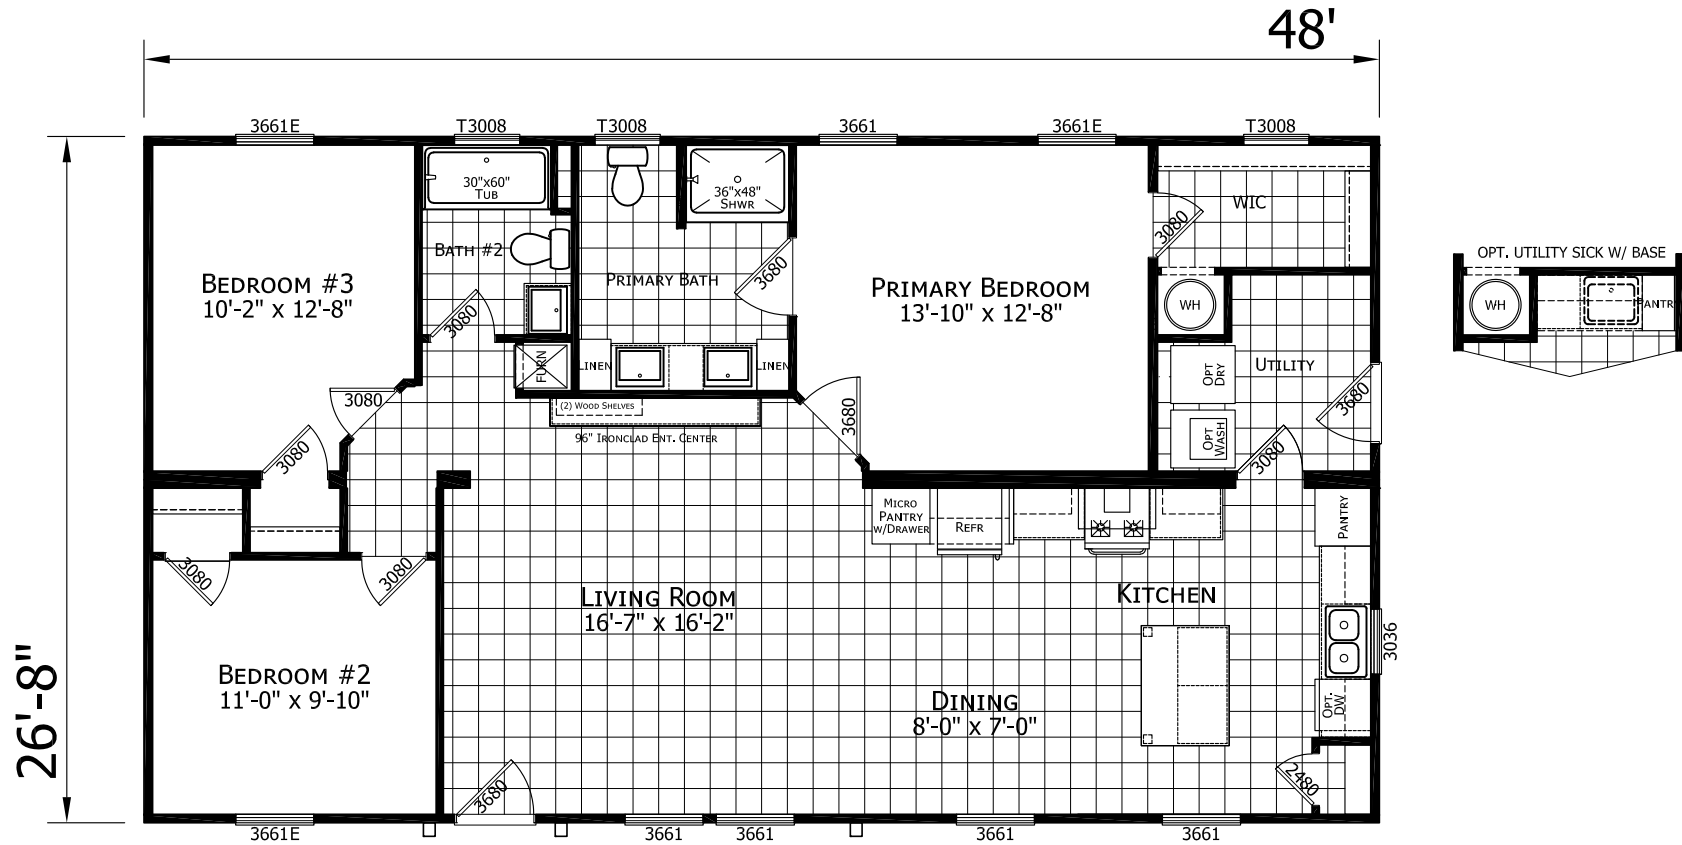 48'
3661E
T3008
T3008
3661
3661E
T3008
30"x60"
TUB
36"x48"
SHWR
WIC
3080
BATH #2
PRIMARY BATH
3680
OPT. UTILITY SICK W/ BASE
BEDROOM #3
10'-2" x 12'-8"
PRIMARY BEDROOM
13'-10" x 12'-8"
WH
WH
PANTRY
3080
FURN
LINEN
LINEN
UTILITY
OPT
DRY
3680
3080
(2) WOOD SHELVES
96" IRONCLAD ENT. CENTER
3680
OPT
WASH
3080
3080
MICRO
PANTRY
W/DRAWER
REFR
PANTRY
3080
3080
LIVING ROOM
16'-7" x 16'-2"
KITCHEN
3036
26'-8"
BEDROOM #2
11'-0" x 9'-10"
DINING
8'-0" x 7'-0"
OPT.
DW
3680
2480
3661E
3661
3661
3661
3661